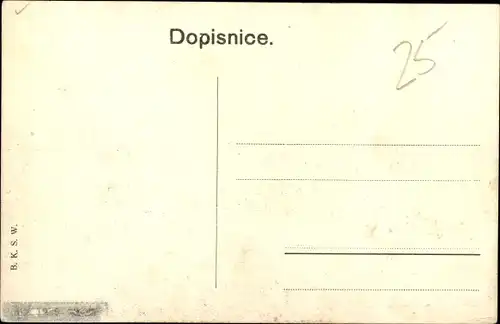 Dopisnice.
25
B. K. S. W.